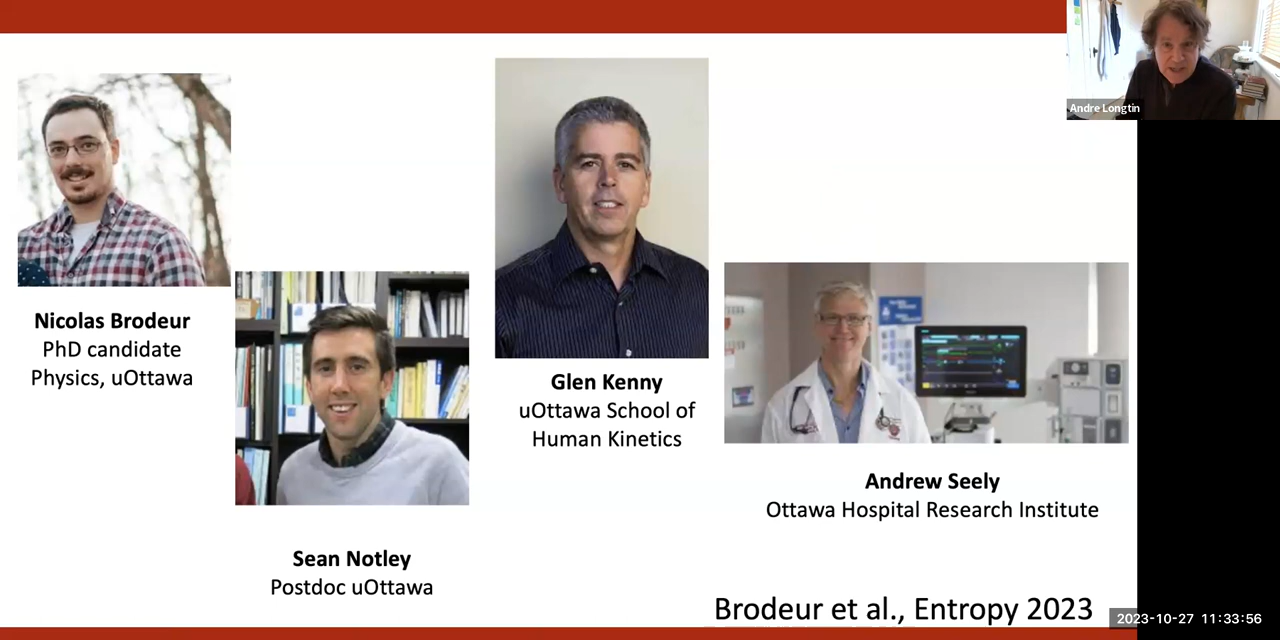 Andre Longtin
Nicolas Brodeur
PhD candidate
Physics, uOttawa
Sean Notley
Postdoc uOttawa
Glen Kenny
uOttawa School of
Human Kinetics
Andrew Seely
Ottawa Hospital Research Institute
Brodeur et al., Entropy 2023
2023-10-27 11:33:56